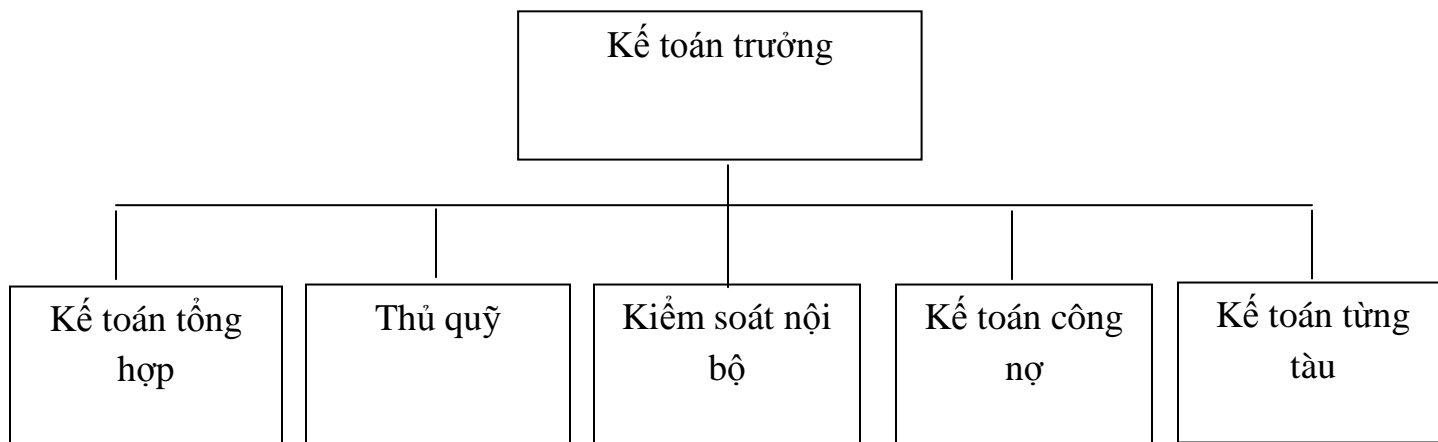 Kế toán trưởng
Kế toán tổng
hợp
Thủ quỹ
Kiểm soát nội
bộ
Kế toán công
nợ
Kế toán từng
tàu